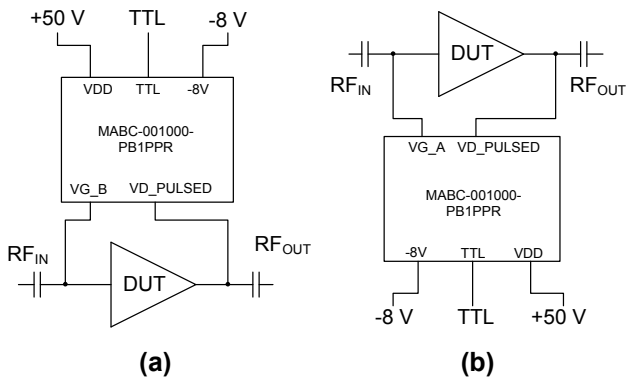 +50 V TTL -8 V
VDD TTL -8V
MABC-001000-
PB1PPR
VG_B VD_PULSED
RFIN
RFOUT
DUT
(a)
DUT
RFIN
RFOUT
VG_A VD_PULSED
MABC-001000-
PB1PPR
-8V TTL VDD
-8 V TTL +50 V
(b)